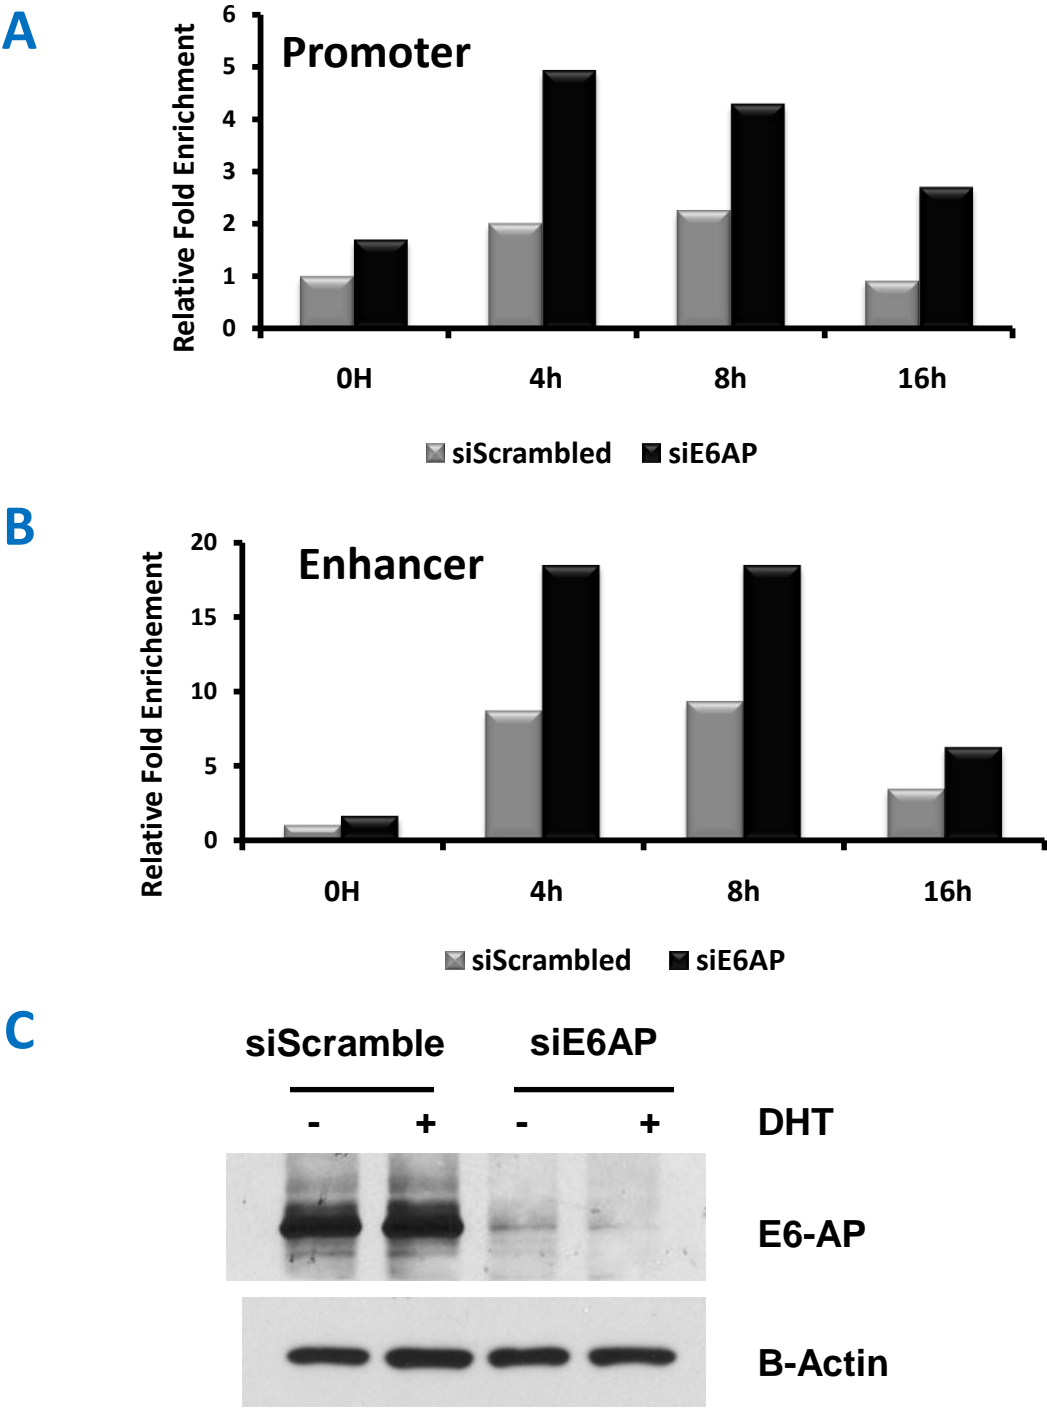 A
Promoter
Relative Fold Enrichment
6
5
4
3
2
1
0
0H 4h 8h 16h
siScrambled siE6AP
B
Enhancer
Relative Fold Enrichement
20
15
10
5
0
0H 4h 8h 16h
siScrambled siE6AP
C
siScramble siE6AP
- + - + DHT
E6-AP
B-Actin